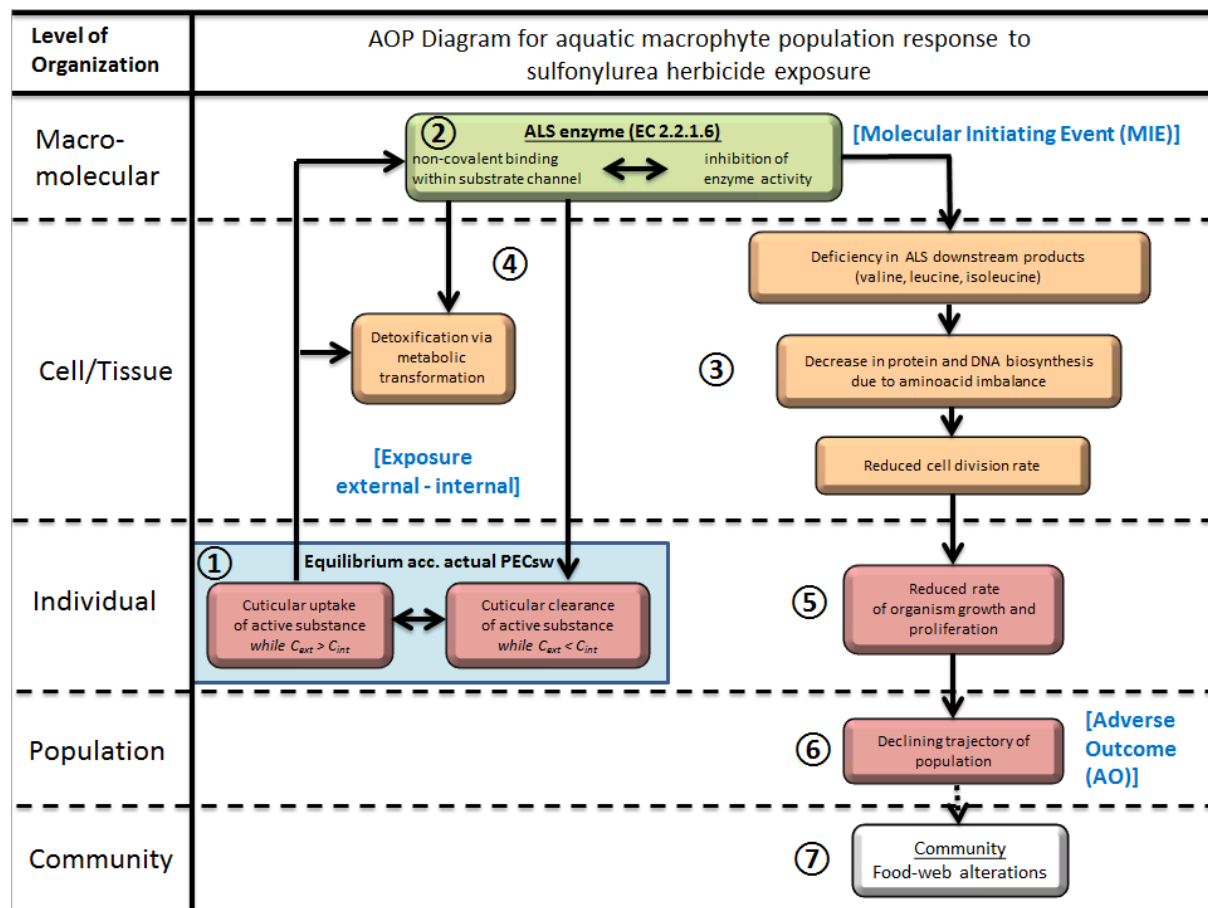 Level of
Organization
AOP Diagram for aquatic macrophyte population response to
sulfonylurea herbicide exposure
Macro-
molecular
②
ALS enzyme (EC 2.2.1.6)
non-covalent binding
within substrate channel
inhibition of
enzyme activity
[Molecular Initiating Event (MIE)]
Cell/Tissue
④
Detoxification via
metabolic
transformation
[Exposure
external - internal]
Deficiency in ALS downstream products
(valine, leucine, isoleucine)
③
Decrease in protein and DNA biosynthesis
due to aminoacid imbalance
Reduced cell division rate
Individual
①
Equilibrium acc. actual PECsw
Cuticular uptake
of active substance
while Cext > Cint
Cuticular clearance
of active substance
while Cext < Cint
⑤
Reduced rate
of organism growth and
proliferation
Population
⑥
Declining trajectory of
population
[Adverse
Outcome
(AO)]
Community
⑦
Community
Food-web alterations